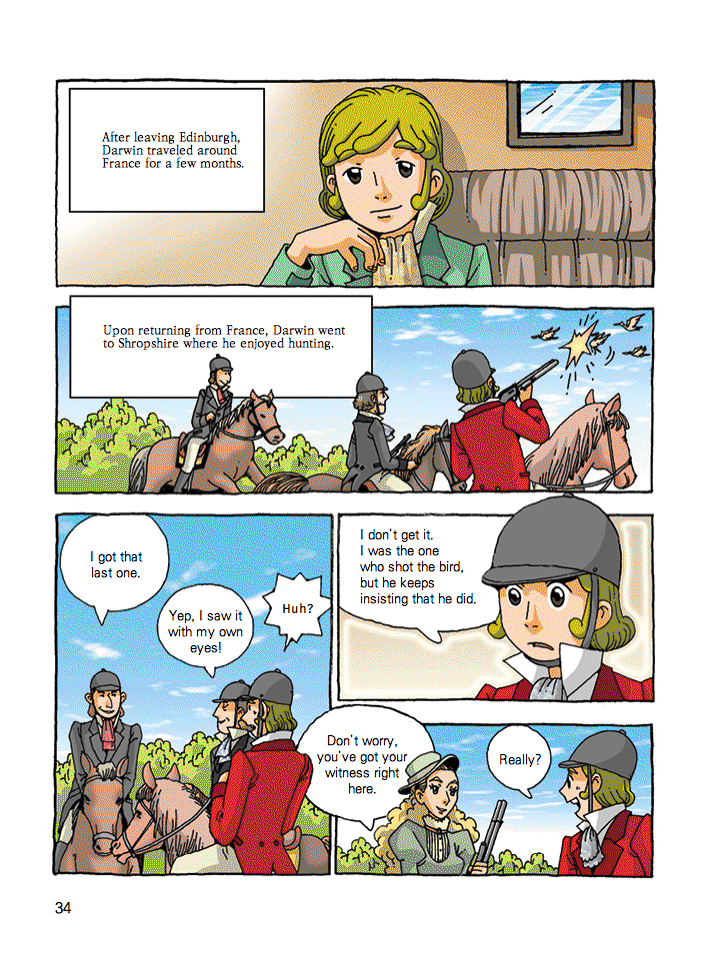 After leaving Edinburgh,
Darwin traveled around
France for a few months.
Upon returning from France, Darwin went
to Shropshire where he enjoyed hunting.
I got that
last one.
Yep, I saw it
with my own
eyes!
Huh?
I don't get it.
I was the one
who shot the bird,
but he keeps
insisting that he did.
Don't worry,
you've got your
witness right
here.
Really?
34